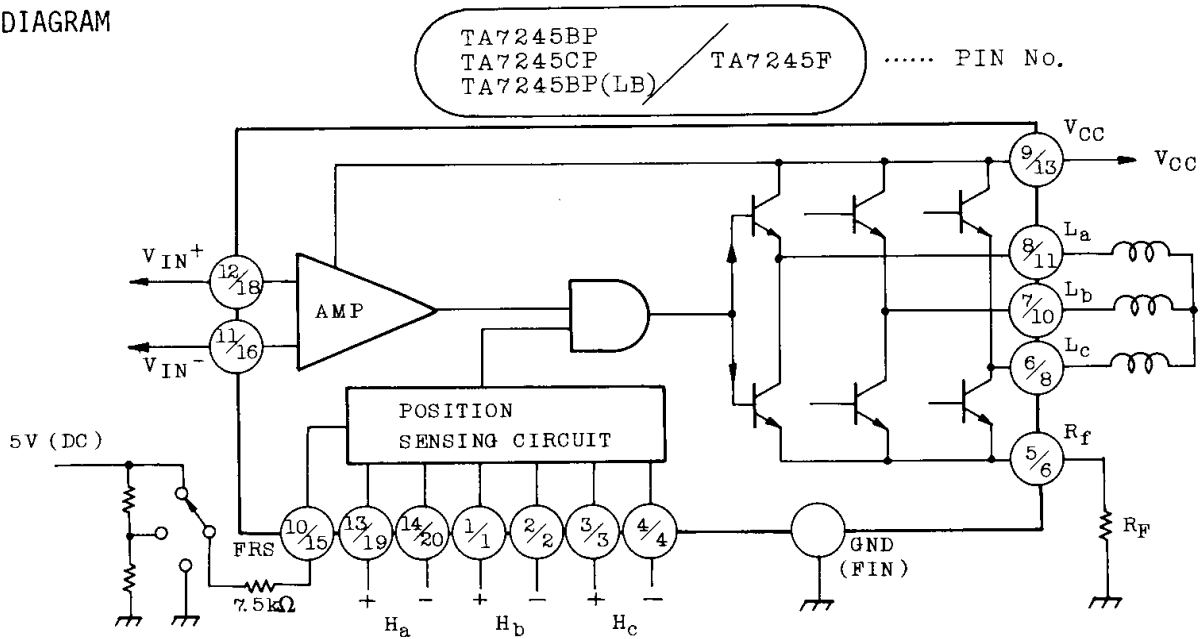 DIAGRAM
TA7245BP
TA7245CP
TA7245BP(LB)
TA7245F
...... PIN No.
VCC
9/13
VCC
La
8/11
Lb
7/10
Lc
6/8
Rf
5/6
RF
VIN+
12/18
AMP
11/16
VIN-
POSITION
SENSING CIRCUIT
5V (DC)
FRS
10/15
13/19
14/20
1/1
2/2
3/3
4/4
GND
(FIN)
7.5kΩ
+ - + - + -
Ha Hb Hc